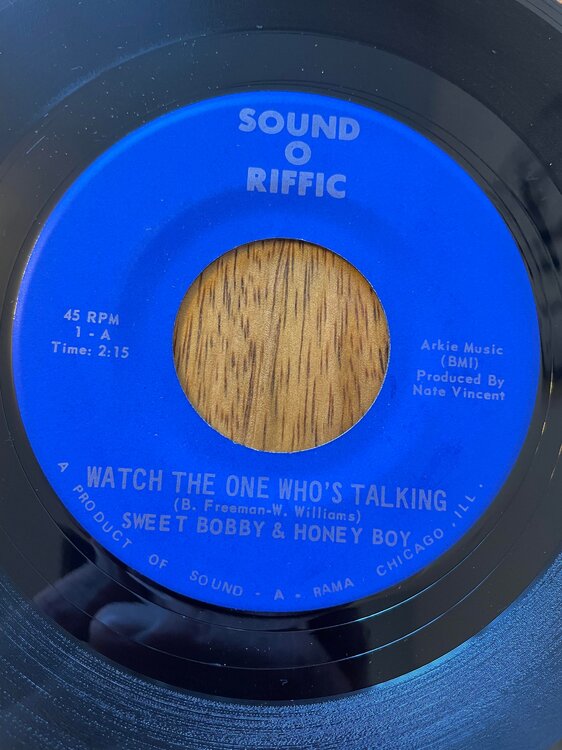 SOUND
O
RIFFIC
45 RPM
1 - A
Time: 2:15
Arkie Music
(BMI)
Produced By
Nate Vincent
WATCH THE ONE WHO'S TALKING
(B. Freeman-W. Williams)
SWEET BOBBY & HONEY BOY
A PRODUCT OF SOUND - A - RAMA CHICAGO, ILL.